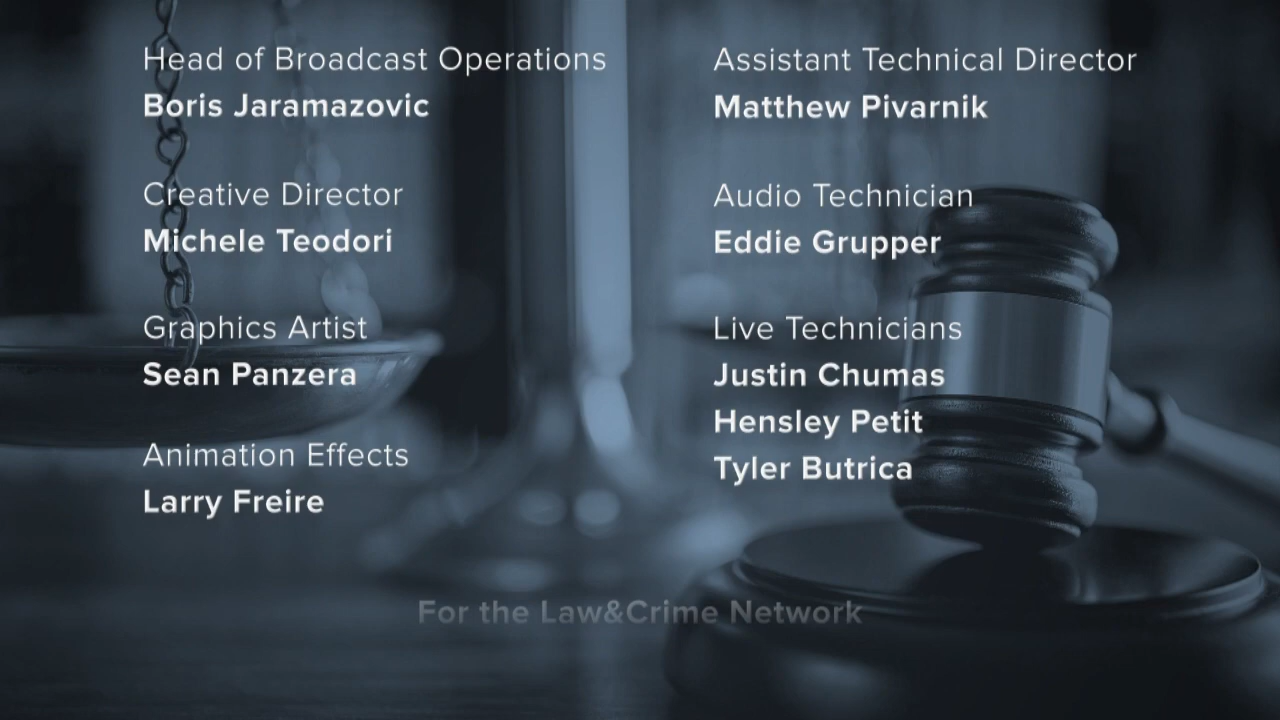 Head of Broadcast Operations
Boris Jaramazovic
Creative Director
Michele Teodori
Graphics Artist
Sean Panzera
Animation Effects
Larry Freire
Assistant Technical Director
Matthew Pivarnik
Audio Technician
Eddie Grupper
Live Technicians
Justin Chumas
Hensley Petit
Tyler Butrica
For the Law&Crime Network